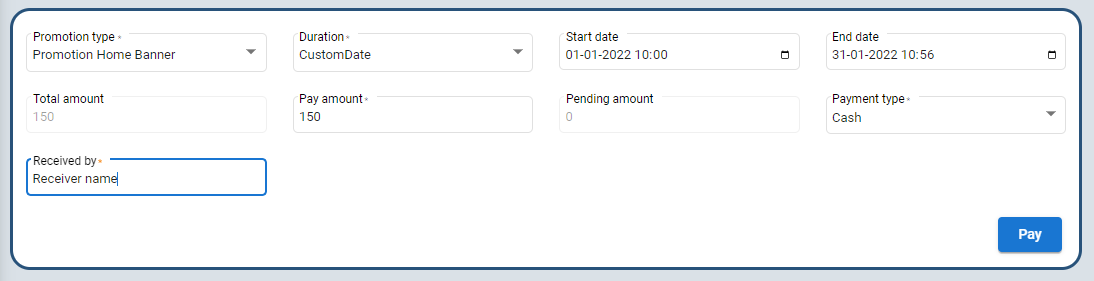 Promotion type *
Promotion Home Banner
Duration *
CustomDate
Start date
01-01-2022 10:00
End date
31-01-2022 10:56
Total amount
150
Pay amount *
150
Pending amount
0
Payment type *
Cash
Received by *
Receiver name
Pay